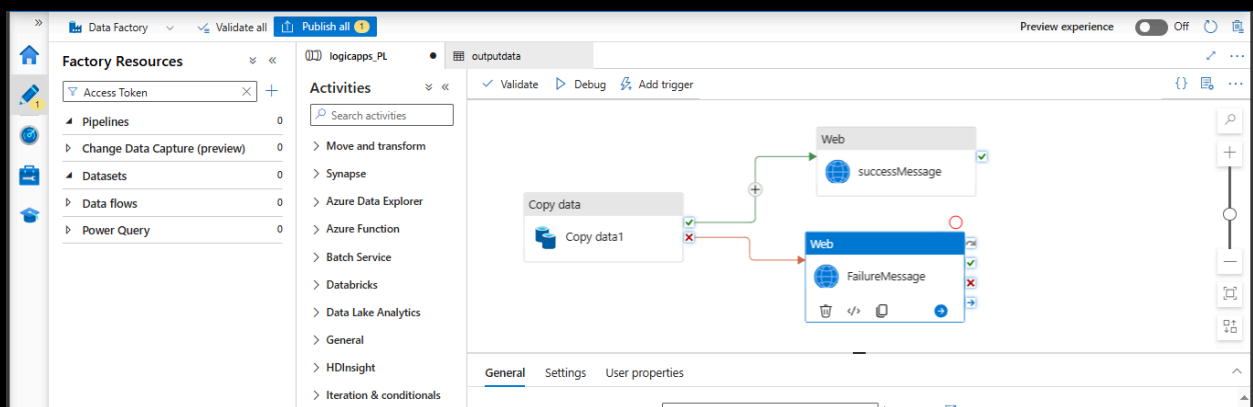 Data Factory
Validate all
Publish all 1
Preview experience
Off
Factory Resources
Access Token
1
Pipelines 0
Change Data Capture (preview) 0
Datasets 0
Data flows 0
Power Query 0
logicapps_PL
outputdata
Activities
Search activities
Move and transform
Synapse
Azure Data Explorer
Azure Function
Batch Service
Databricks
Data Lake Analytics
General
HDInsight
Iteration & conditionals
Validate
Debug
Add trigger
Copy data
Copy data1
Web
successMessage
Web
FailureMessage
General
Settings
User properties